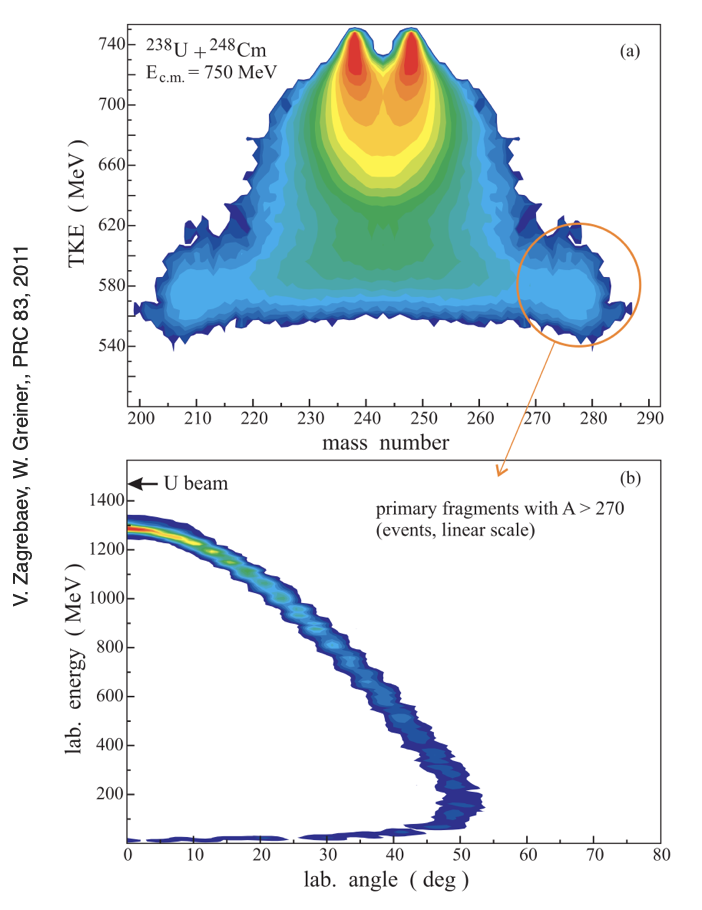 V. Zagrebaev, W. Greiner,, PRC 83, 2011
238U + 248Cm
Ec.m. = 750 MeV
(a)
TKE ( MeV )
740
700
660
620
580
540
200 210 220 230 240 250 260 270 280 290
mass number
(b)
U beam
primary fragments with A > 270
(events, linear scale)
lab. energy ( MeV )
1400
1200
1000
800
600
400
200
0 10 20 30 40 50 60 70 80
lab. angle ( deg )